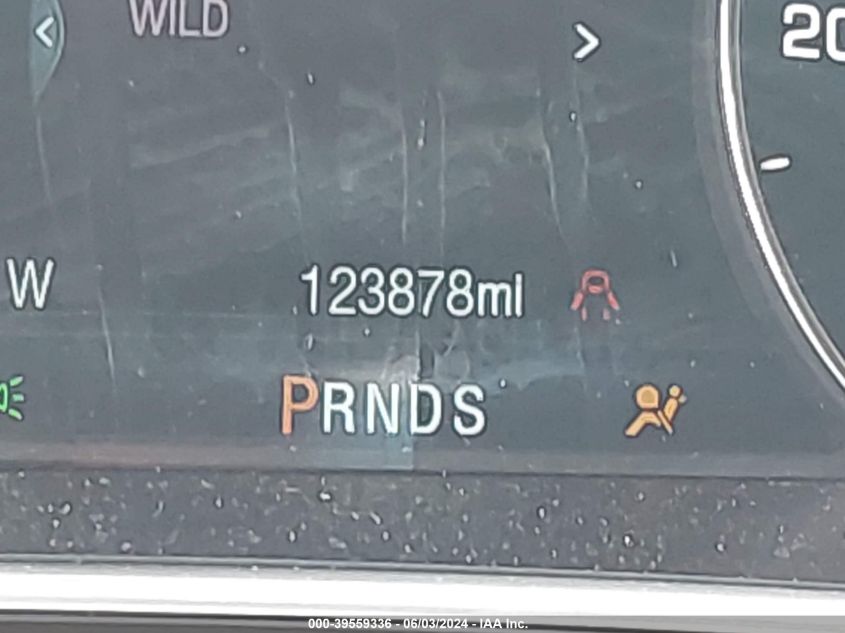 < WILD >
20
W
123878mi
PRNDS
000-39559336 - 06/03/2024 - IAA Inc.